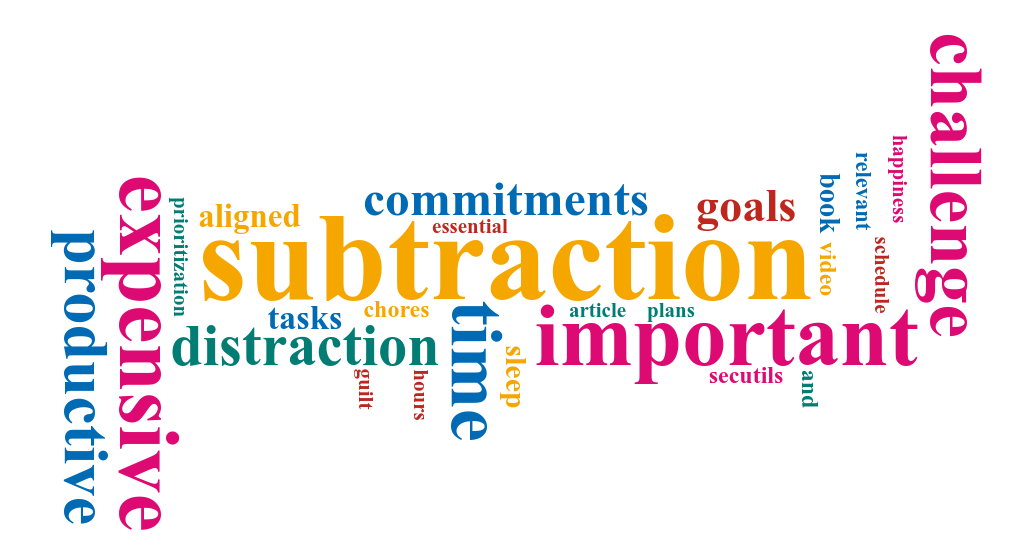 challenge
happiness
relevant
book
expensive
commitments
goals
prioritization
aligned
essential
productive
subtraction
video
schedule
chores
article
plans
tasks
time
important
distraction
sleep
guilt
hours
secutils
and